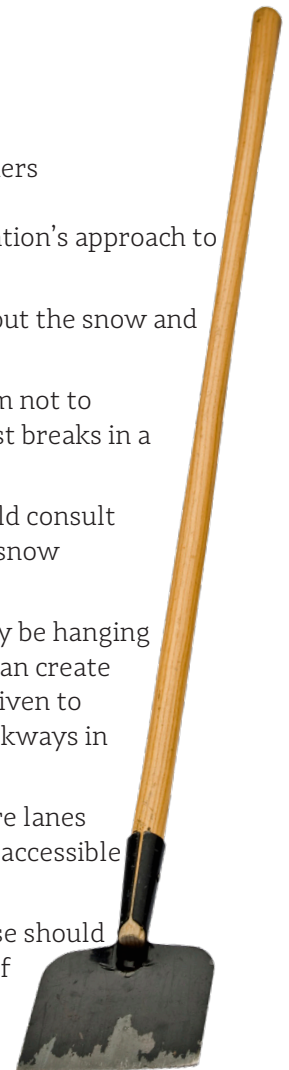 ers
ation's approach to
out the snow and
m not to
st breaks in a
ld consult
snow
y be hanging
an create
iven to
kways in
re lanes
accessible
se should
f